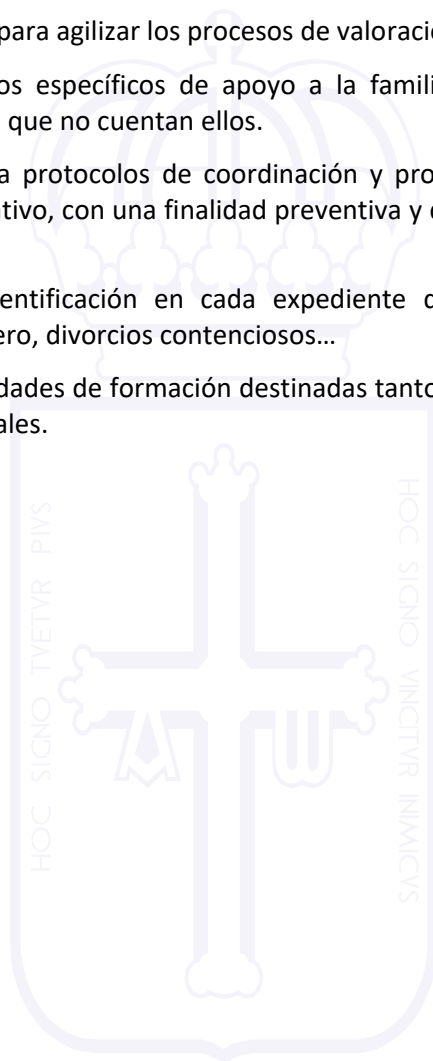 para agilizar los procesos de valoraci
os específicos de apoyo a la famili
que no cuentan ellos.
a protocolos de coordinación y pro
ativo, con una finalidad preventiva y
entificación en cada expediente
ero, divorcios contenciosos...
dades de formación destinadas tanto
ales.
HOC SIGNO TVETVR PIVS
HOC SIGNO VINCITVR INIMICVS